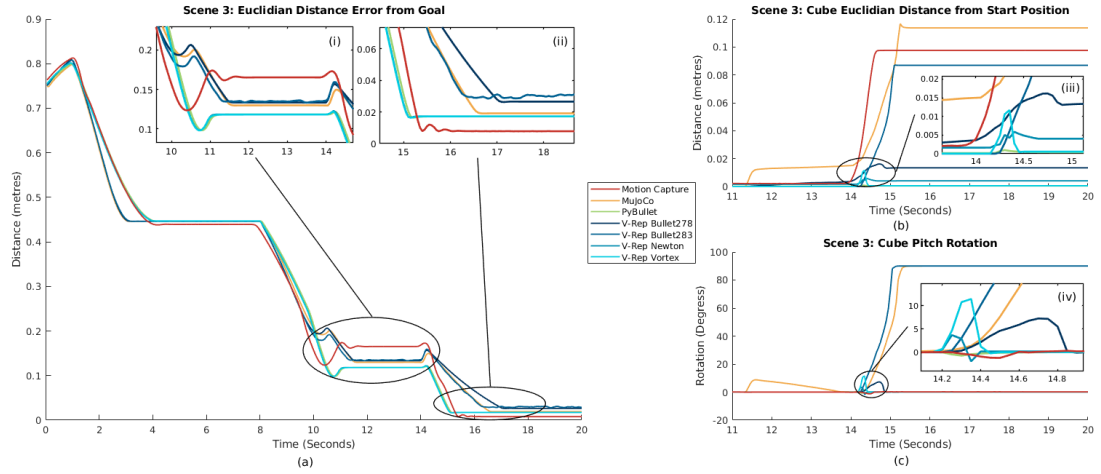 Scene 3: Euclidian Distance Error from Goal
Distance (metres)
0.9
0.8
0.7
0.6
0.5
0.4
0.3
0.2
0.1
0
0 2 4 6 8 10 12 14 16 18 20
Time (Seconds)
(a)
(i)
0.2
0.1
10 11 12 13 14
(ii)
0.06
0.04
0.02
0
15 16 17 18
Motion Capture
MuJoCo
PyBullet
V-Rep Bullet278
V-Rep Bullet283
V-Rep Newton
V-Rep Vortex
Scene 3: Cube Euclidian Distance from Start Position
Distance (metres)
0.12
0.1
0.08
0.06
0.04
0.02
0
11 12 13 14 15 16 17 18 19 20
Time (Seconds)
(b)
(iii)
0.02
0.015
0.01
0.005
0
14 14.5 15
Scene 3: Cube Pitch Rotation
Rotation (Degress)
100
80
60
40
20
0
-20
11 12 13 14 15 16 17 18 19 20
Time (Seconds)
(c)
(iv)
10
5
0
14.2 14.4 14.6 14.8